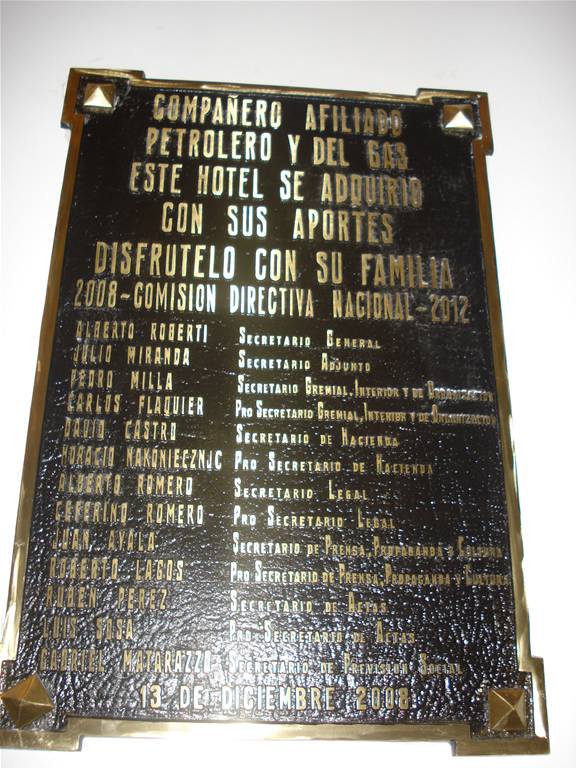 COMPAÑERO AFILIADO
PETROLERO Y DEL GAS
ESTE HOTEL SE ADQUIRIO
CON SUS APORTES
DISFRUTELO CON SU FAMILIA
2008-COMISION DIRECTIVA NACIONAL-2012
ALBERTO ROBERTI SECRETARIO GENERAL
JULIO MIRANDA SECRETARIO ADJUNTO
PEDRO MILLA SECRETARIO GREMIAL, INTERIOR Y DE ORGANIZACION
CARLOS FLAQUIER PRO SECRETARIO GREMIAL, INTERIOR Y DE ORGANIZACION
DAVID CASTRO SECRETARIO DE HACIENDA
HORACIO NAKONIECZNJC PRO SECRETARIO DE HACIENDA
ALBERTO ROMERO SECRETARIO LEGAL
CEFERINO ROMERO PRO SECRETARIO LEGAL
JUAN AYALA SECRETARIO DE PRENSA, PROPAGANDA Y CULTURA
ROBERTO LAGOS PRO SECRETARIO DE PRENSA, PROPAGANDA Y CULTURA
RUBEN PEREZ SECRETARIO DE ACTAS
LUIS SOSA PRO SECRETARIO DE ACTAS
GABRIEL MATARAZZO SECRETARIO DE PREVISION SOCIAL
13 DE DICIEMBRE 2008